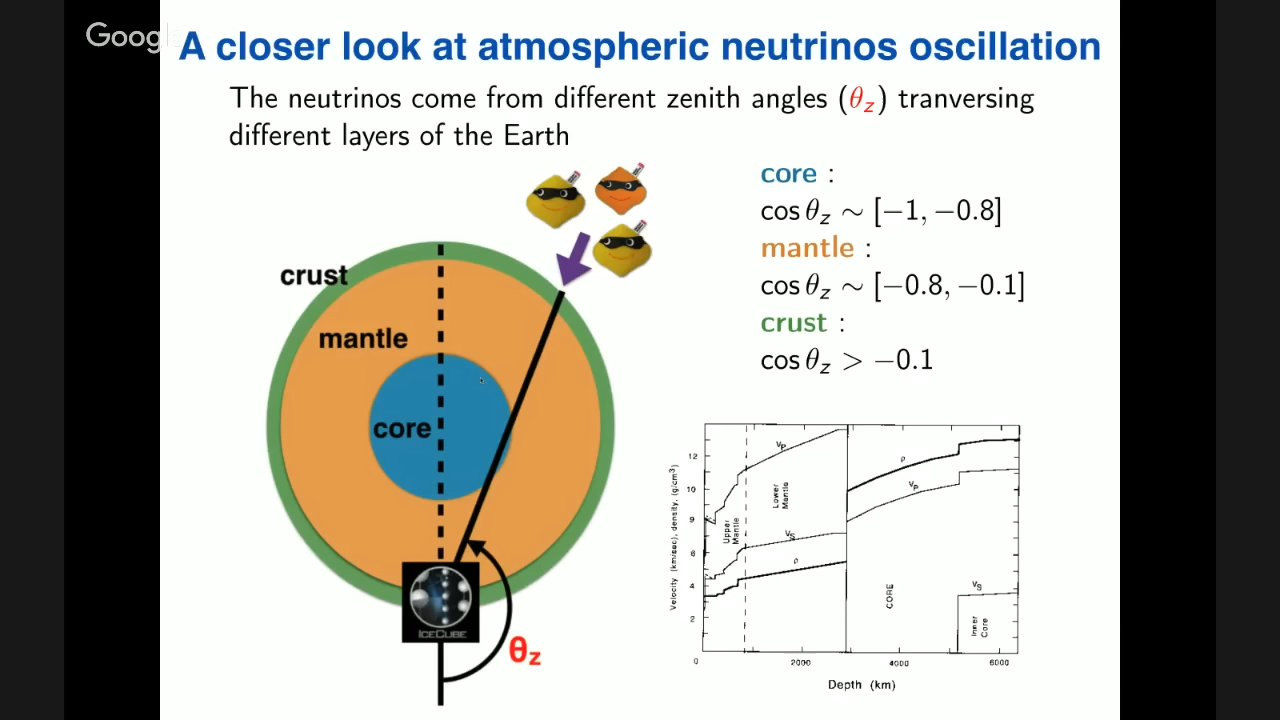 Google
A closer look at atmospheric neutrinos oscillation
The neutrinos come from different zenith angles (θz) tranversing
different layers of the Earth
core :
cos θz ∼ [−1, −0.8]
mantle :
cos θz ∼ [−0.8, −0.1]
crust :
cos θz > −0.1
crust
mantle
core
ICECUBE
θz
Velocity (km/sec), density, (g/cm³)
12
10
9
6
4
2
0
2000
4000
6000
Depth (km)
VP
Lower
Mantle
Upper
Mantle
VS
ρ
ρ
VP
CORE
VS
Inner
Core